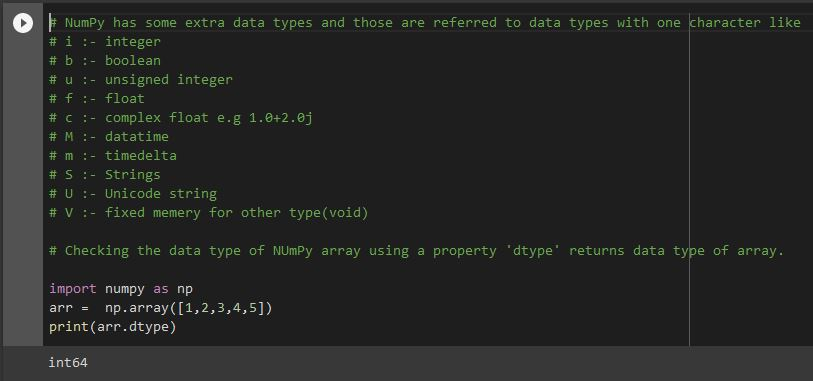 # NumPy has some extra data types and those are referred to data types with one character like
# i :- integer
# b :- boolean
# u :- unsigned integer
# f :- float
# c :- complex float e.g 1.0+2.0j
# M :- datatime
# m :- timedelta
# S :- Strings
# U :- Unicode string
# V :- fixed memery for other type(void)
# Checking the data type of NUmPy array using a property 'dtype' returns data type of array.
import numpy as np
arr =  np.array([1,2,3,4,5])
print(arr.dtype)
int64